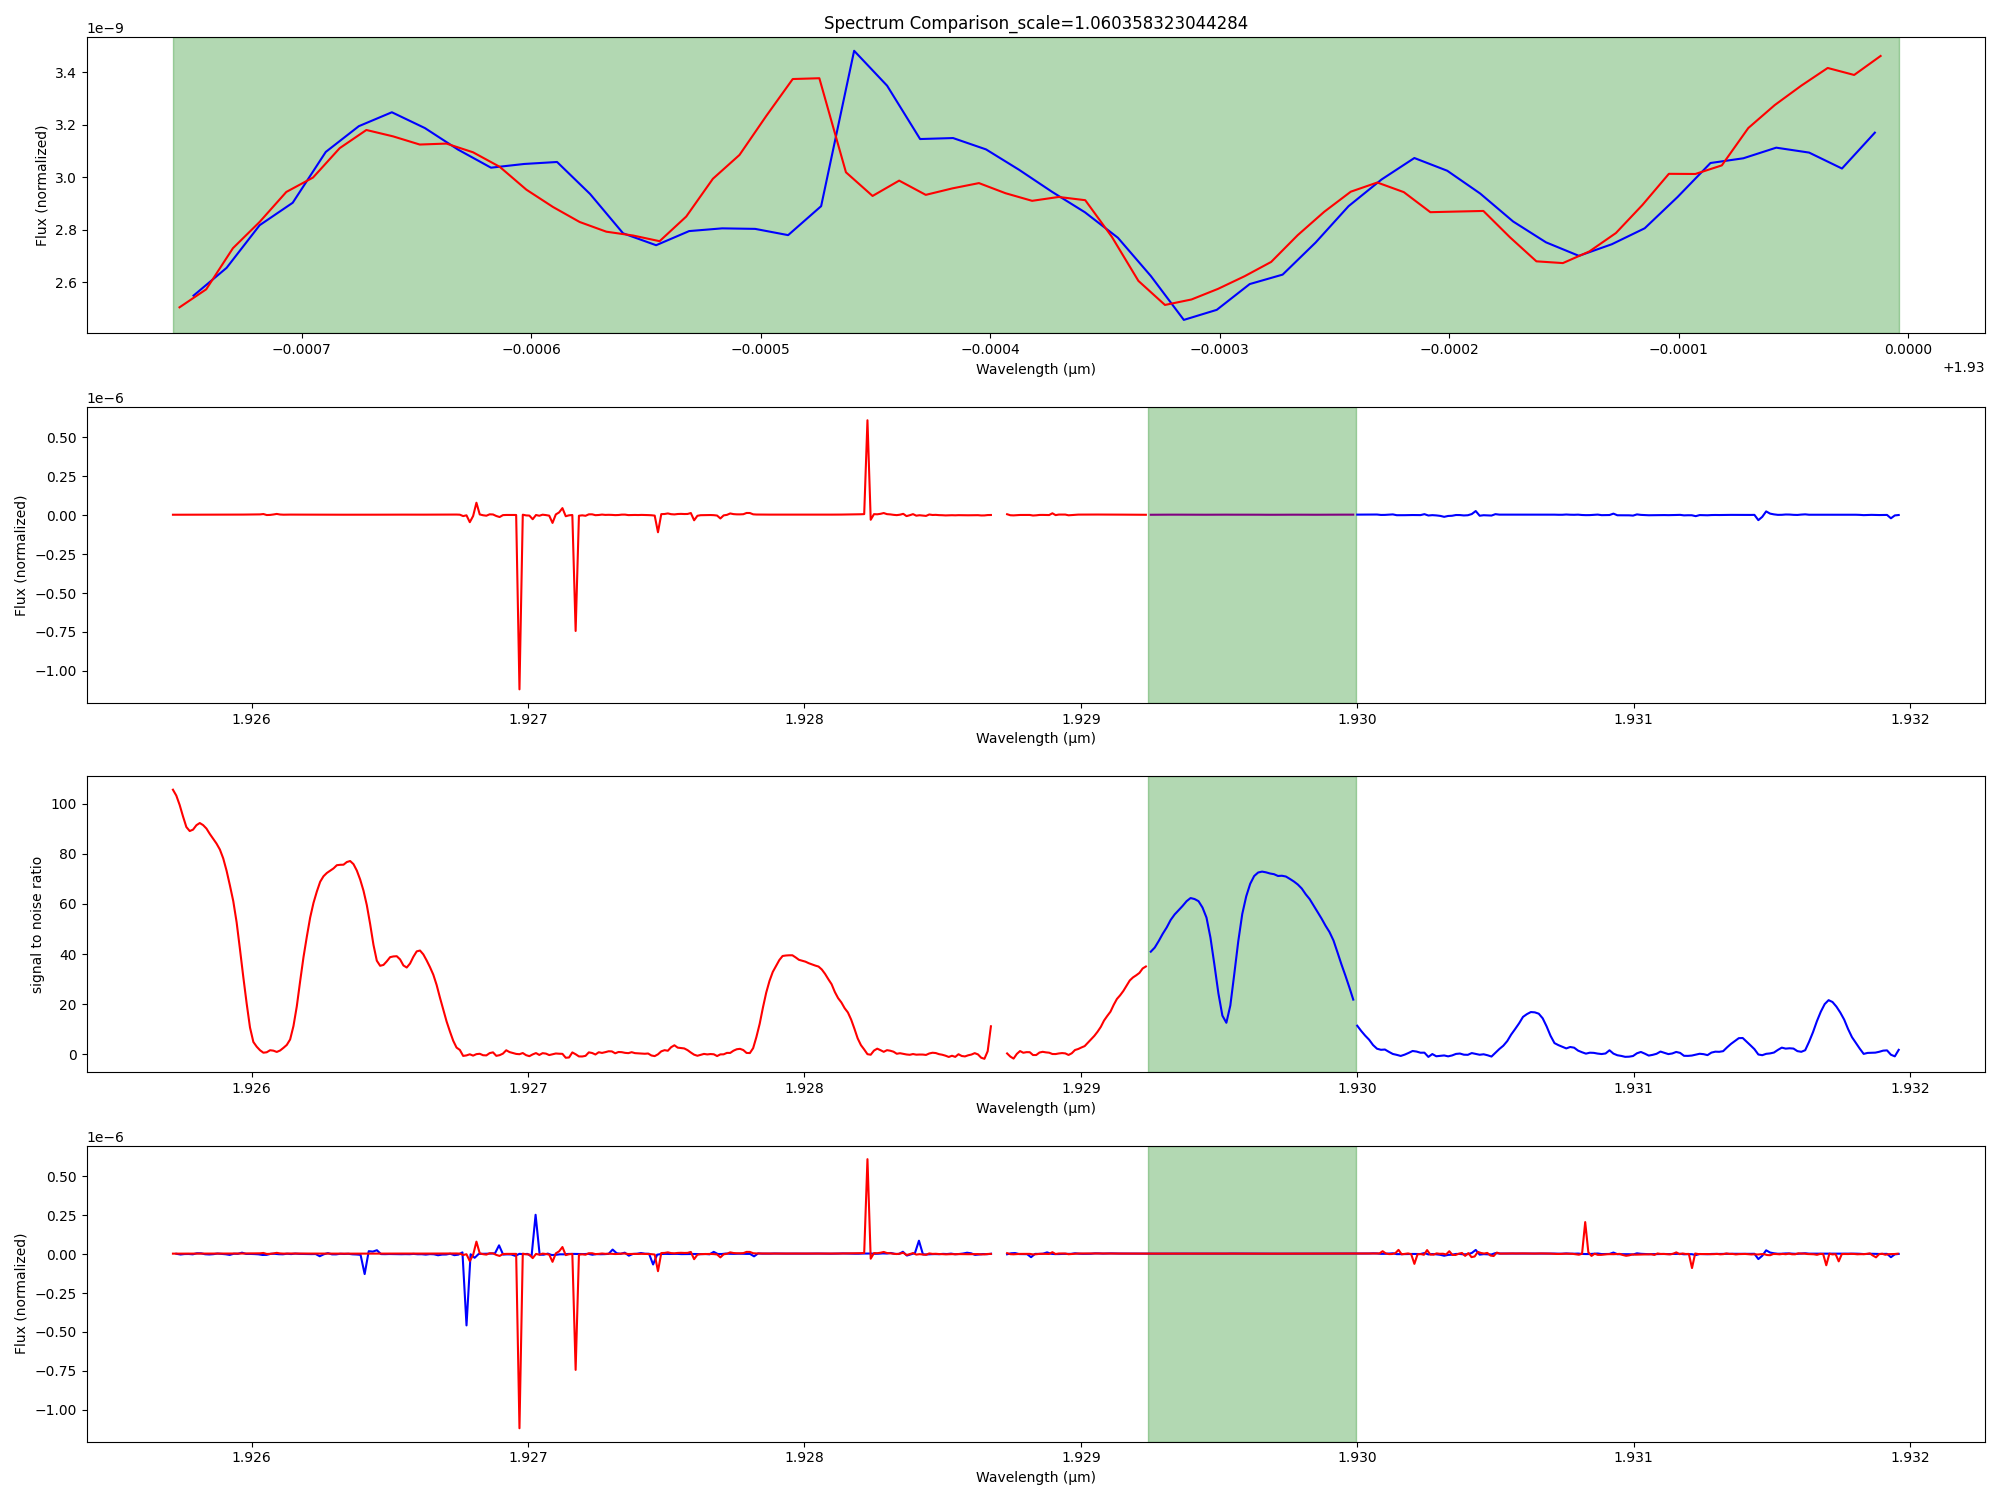 Spectrum Comparison_scale=1.060358323044284
1e−9
3.4
3.2
3.0
2.8
2.6
Flux (normalized)
−0.0007 −0.0006 −0.0005 −0.0004 −0.0003 −0.0002 −0.0001 0.0000
+1.93
Wavelength (μm)
1e−6
0.50
0.25
0.00
−0.25
−0.50
−0.75
−1.00
Flux (normalized)
1.926 1.927 1.928 1.929 1.930 1.931 1.932
Wavelength (μm)
100
80
60
40
20
0
signal to noise ratio
1.926 1.927 1.928 1.929 1.930 1.931 1.932
Wavelength (μm)
1e−6
0.50
0.25
0.00
−0.25
−0.50
−0.75
−1.00
Flux (normalized)
1.926 1.927 1.928 1.929 1.930 1.931 1.932
Wavelength (μm)